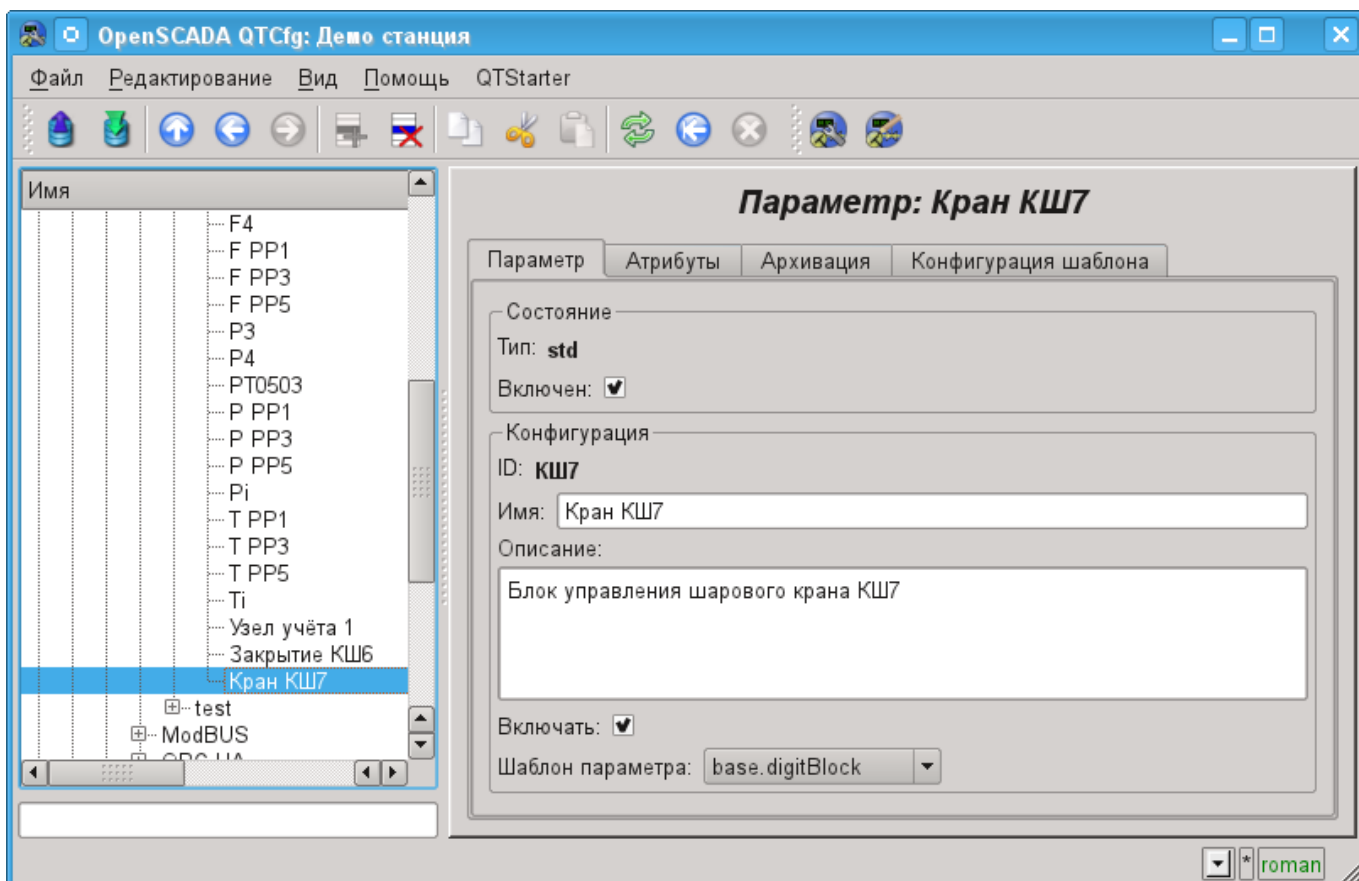 OpenSCADA QTCfg: Демо станция
Файл Редактирование Вид Помощь QTStarter
Имя
F4
F PP1
F PP3
F PP5
P3
P4
PT0503
P PP1
P PP3
P PP5
Pi
T PP1
T PP3
T PP5
Ti
Узел учёта 1
Закрытие КШ6
Кран КШ7
test
ModBUS
Параметр: Кран КШ7
Параметр Атрибуты Архивация Конфигурация шаблона
Состояние
Тип: std
Включен:
Конфигурация
ID: КШ7
Имя: Кран КШ7
Описание:
Блок управления шарового крана КШ7
Включать:
Шаблон параметра: base.digitBlock
* roman